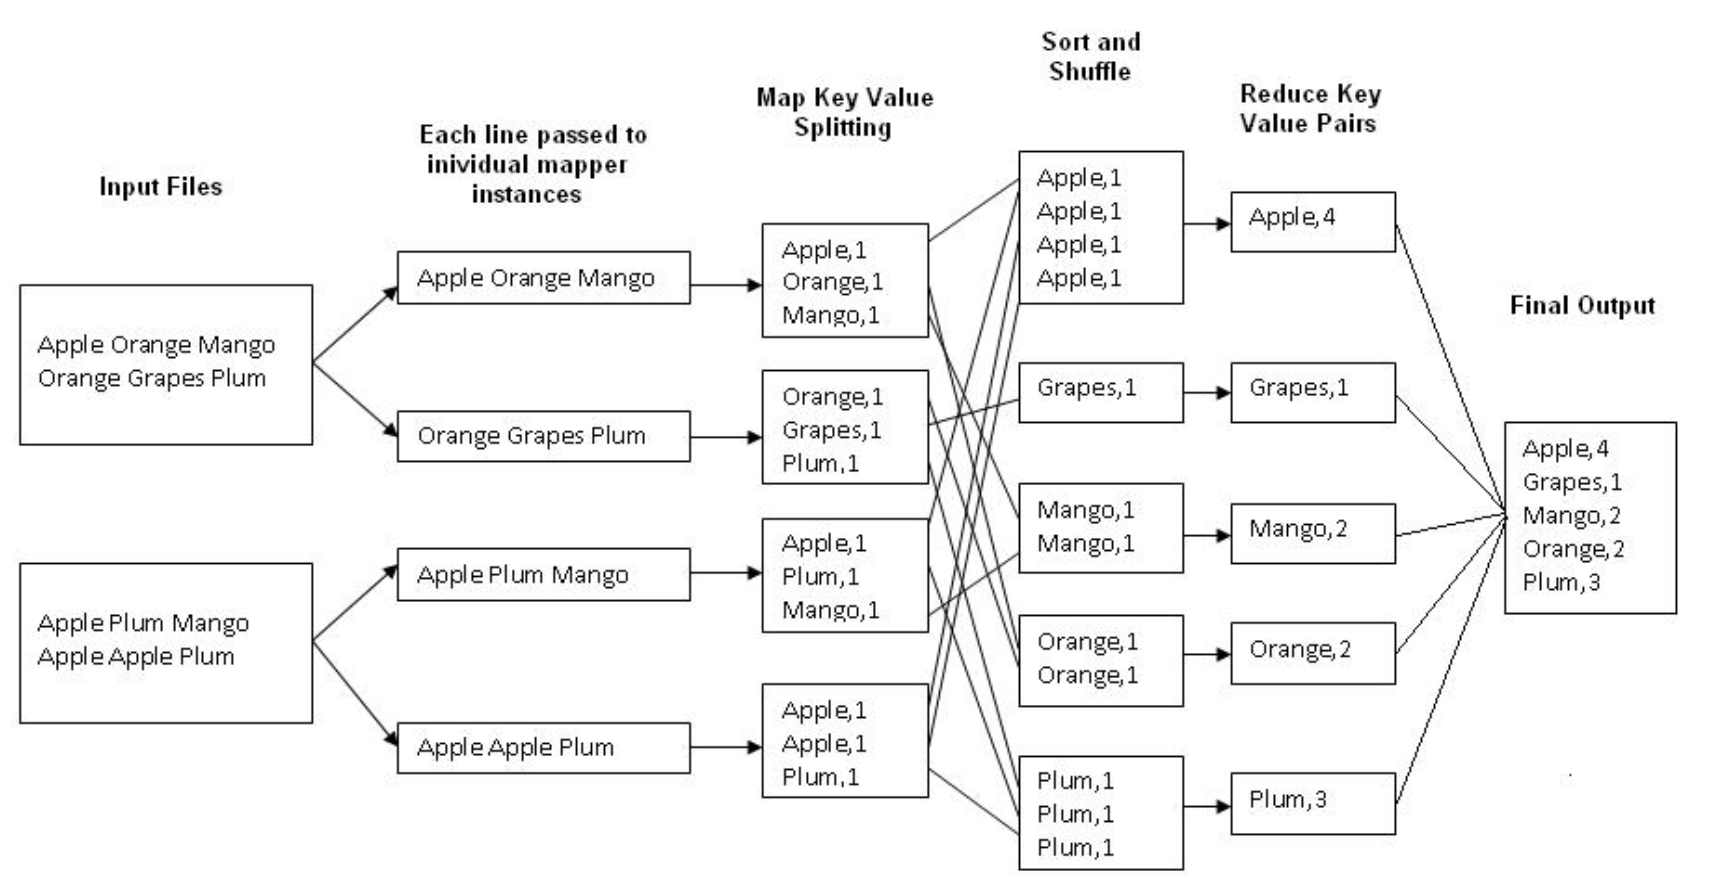 Input Files
Apple Orange Mango
Orange Grapes Plum
Apple Plum Mango
Apple Apple Plum
Each line passed to
inividual mapper
instances
Apple Orange Mango
Orange Grapes Plum
Apple Plum Mango
Apple Apple Plum
Map Key Value
Splitting
Apple,1
Orange,1
Mango,1
Orange,1
Grapes,1
Plum,1
Apple,1
Plum,1
Mango,1
Apple,1
Apple,1
Plum,1
Sort and
Shuffle
Apple,1
Apple,1
Apple,1
Apple,1
Grapes,1
Mango,1
Mango,1
Orange,1
Orange,1
Plum,1
Plum,1
Plum,1
Reduce Key
Value Pairs
Apple,4
Grapes,1
Mango,2
Orange,2
Plum,3
Final Output
Apple,4
Grapes,1
Mango,2
Orange,2
Plum,3